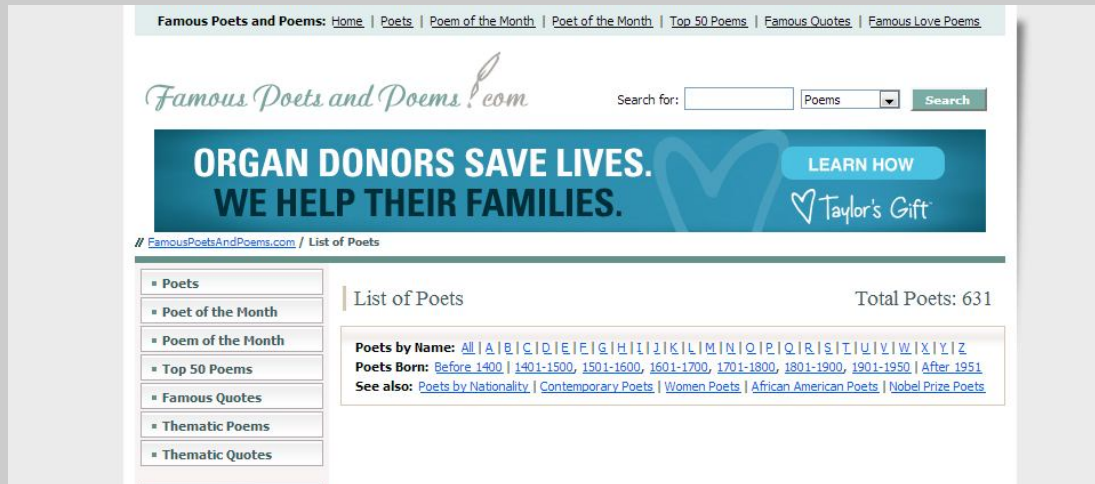 Famous Poets and Poems: Home | Poets | Poem of the Month | Poet of the Month | Top 50 Poems | Famous Quotes | Famous Love Poems
Famous Poets and Poems.com
Search for: Poems Search
ORGAN DONORS SAVE LIVES.
WE HELP THEIR FAMILIES.
LEARN HOW
Taylor's Gift
// FamousPoetsAndPoems.com / List of Poets
Poets
Poet of the Month
Poem of the Month
Top 50 Poems
Famous Quotes
Thematic Poems
Thematic Quotes
List of Poets Total Poets: 631
Poets by Name: All | A | B | C | D | E | F | G | H | I | J | K | L | M | N | O | P | Q | R | S | T | U | V | W | X | Y | Z
Poets Born: Before 1400 | 1401-1500, 1501-1600, 1601-1700, 1701-1800, 1801-1900, 1901-1950 | After 1951
See also: Poets by Nationality | Contemporary Poets | Women Poets | African American Poets | Nobel Prize Poets